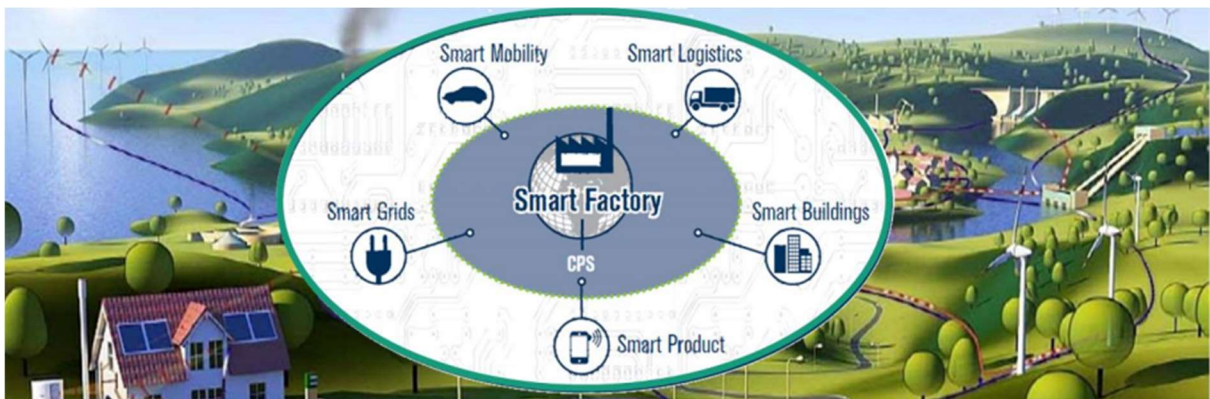 Smart Mobility
Smart Logistics
Smart Factory
Smart Grids
Smart Buildings
CPS
Smart Product